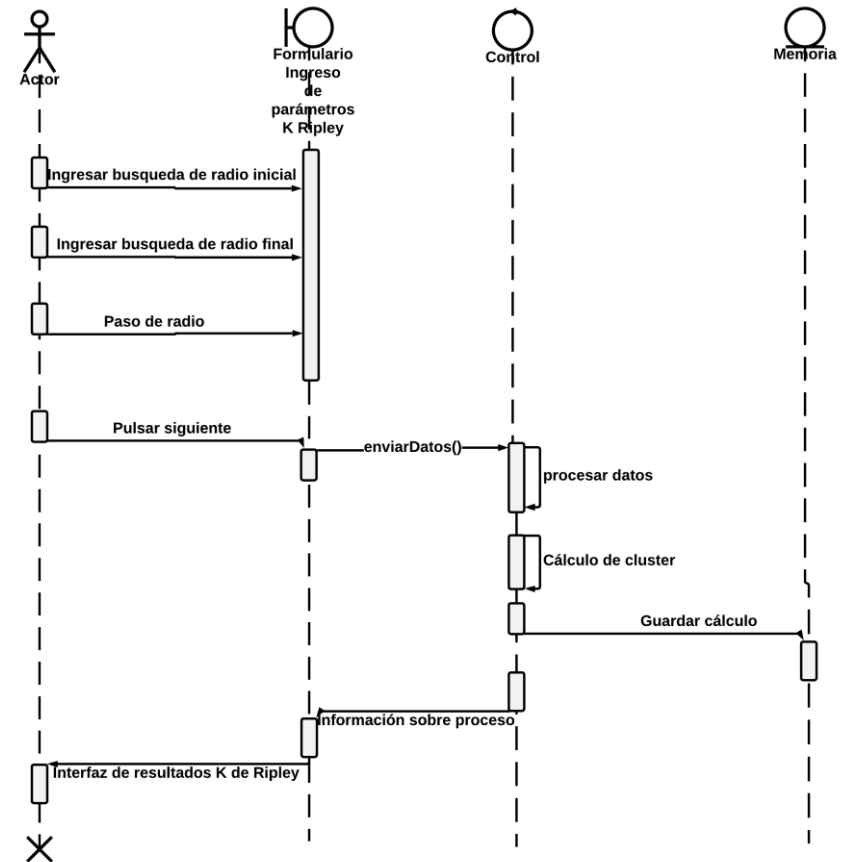 Actor
Formulario
Ingreso
de
parámetros
K Ripley
Control
Memoria
Ingresar busqueda de radio inicial
Ingresar busqueda de radio final
Paso de radio
Pulsar siguiente
enviarDatos()
procesar datos
Cálculo de cluster
Guardar cálculo
Información sobre proceso
Interfaz de resultados K de Ripley